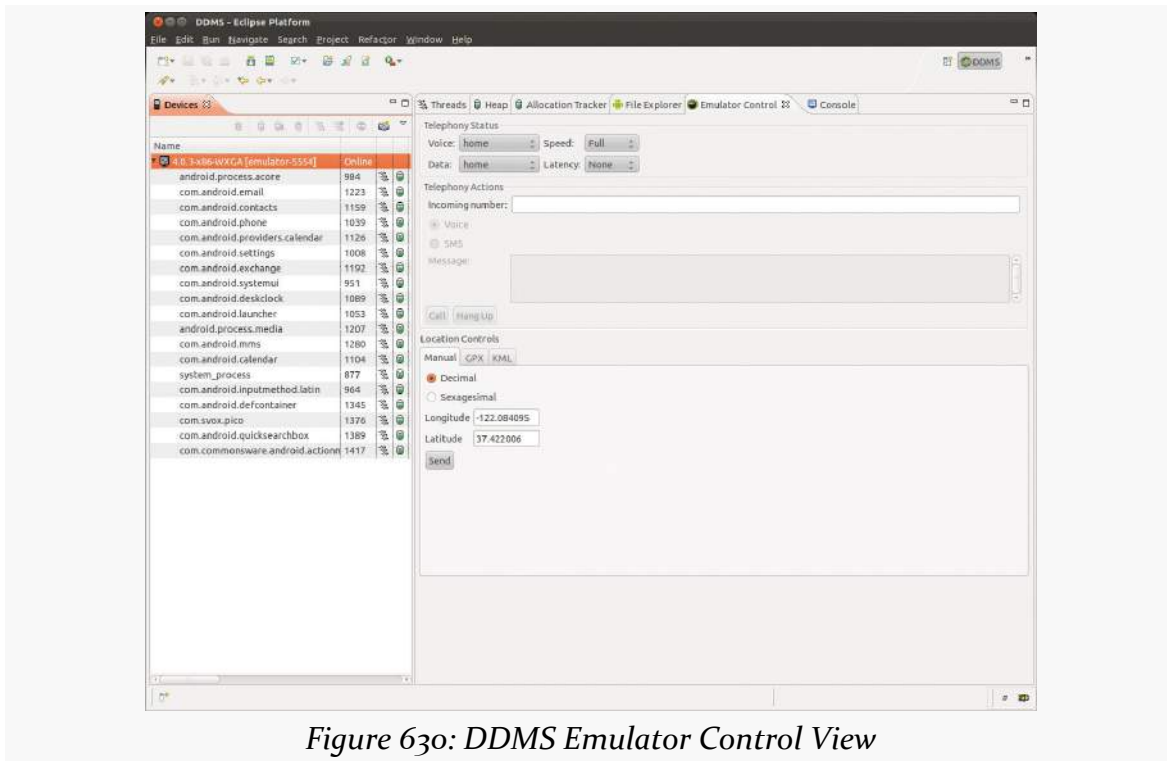 DDMS - Eclipse Platform
File Edit Run Navigate Search Project Refactor Window Help
DDMS
Devices
Threads Heap Allocation Tracker File Explorer Emulator Control Console
Name
4.0.3-x86-WXGA [emulator-5554] Online
android.process.acore 984
com.android.email 1223
com.android.contacts 1159
com.android.phone 1039
com.android.providers.calendar 1126
com.android.settings 1008
com.android.exchange 1192
com.android.systemui 951
com.android.deskclock 1089
com.android.launcher 1053
android.process.media 1207
com.android.mms 1280
com.android.calendar 1104
system_process 877
com.android.inputmethod.latin 964
com.android.defcontainer 1345
com.svox.pico 1376
com.android.quicksearchbox 1389
com.commonsware.android.actionm 1417
Telephony Status
Voice: home Speed: Full
Data: home Latency: None
Telephony Actions
Incoming number:
Voice
SMS
Message:
Call Hang Up
Location Controls
Manual GPX KML
Decimal
Sexagesimal
Longitude -122.084095
Latitude 37.422006
Send
Figure 630: DDMS Emulator Control View